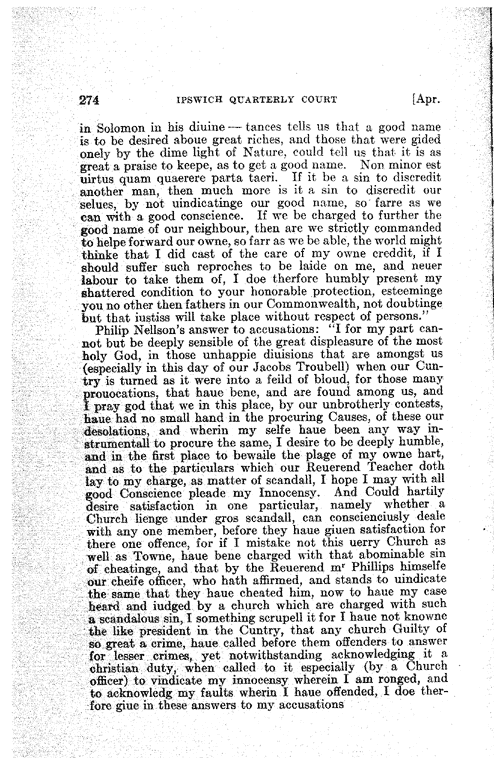 274 IPSWICH QUARTERLY COURT [Apr.
in Solomon in his diuine — tances tells us that a good name
is to be desired aboue great riches, and those that were gided
onely by the dime light of Nature, could tell us that it is as
great a praise to keepe, as to get a good name. Non minor est
uirtus quam quaerere parta taeri. If it be a sin to discredit
another man, then much more is it a sin to discredit our
selues, by not uindicatinge our good name, so farre as we
can with a good conscience. If we be charged to further the
good name of our neighbour, then are we strictly commanded
to helpe forward our owne, so farr as we be able, the world might
thinke that I did cast of the care of my owne creddit, if I
should suffer such reproches to be laide on me, and neuer
labour to take them of, I doe therfore humbly present my
shattered condition to your honorable protection, esteeminge
you no other then fathers in our Commonwealth, not doubtinge
but that iustiss will take place without respect of persons."
Philip Nellson's answer to accusations: "I for my part can-
not but be deeply sensible of the great displeasure of the most
holy God, in those unhappie diuisions that are amongst us
(especially in this day of our Jacobs Troubell) when our Cun-
try is turned as it were into a feild of bloud, for those many
prouocations, that haue bene, and are found among us, and
I pray god that we in this place, by our unbrotherly contests,
haue had no small hand in the procuring Causes, of these our
desolations, and wherin my selfe haue been any way in-
strumentall to procure the same, I desire to be deeply humble,
and in the first place to bewaile the plage of my owne hart,
and as to the particulars which our Reuerend Teacher doth
lay to my charge, as matter of scandall, I hope I may with all
good Conscience pleade my Innocensy. And Could hartily
desire satisfaction in one particular, namely whether a
Church lienge under gros scandall, can conscienciously deale
with any one member, before they haue giuen satisfaction for
there one offence, for if I mistake not this uerry Church as
well as Towne, haue bene charged with that abominable sin
of cheatinge, and that by the Reuerend mʳ Phillips himselfe
our cheife officer, who hath affirmed, and stands to uindicate
the same that they haue cheated him, now to haue my case
heard and iudged by a church which are charged with such
a scandalous sin, I something scrupell it for I haue not knowne
the like president in the Cuntry, that any church Guilty of
so great a crime, haue called before them offenders to answer
for lesser crimes, yet notwithstanding acknowledging it a
christian duty, when called to it especially (by a Church
officer) to vindicate my innocensy wherein I am ronged, and
to acknowledg my faults wherin I haue offended, I doe ther-
fore giue in these answers to my accusations